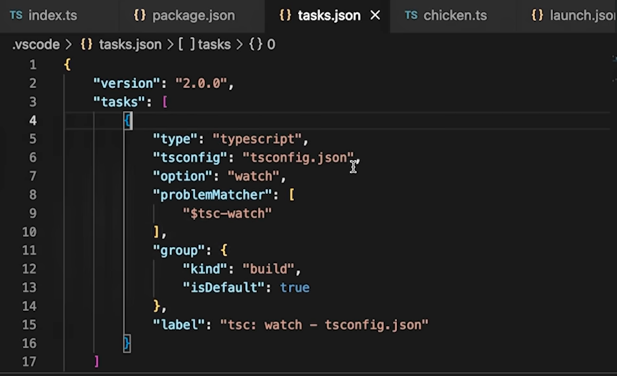 TS index.ts {} package.json {} tasks.json × TS chicken.ts {} launch.jso
.vscode > {} tasks.json > [ ] tasks > {} 0
1 {
2 "version": "2.0.0",
3 "tasks": [
4 {
5 "type": "typescript",
6 "tsconfig": "tsconfig.json",
7 "option": "watch",
8 "problemMatcher": [
9 "$tsc-watch"
10 ],
11 "group": {
12 "kind": "build",
13 "isDefault": true
14 },
15 "label": "tsc: watch - tsconfig.json"
16 }
17 ]